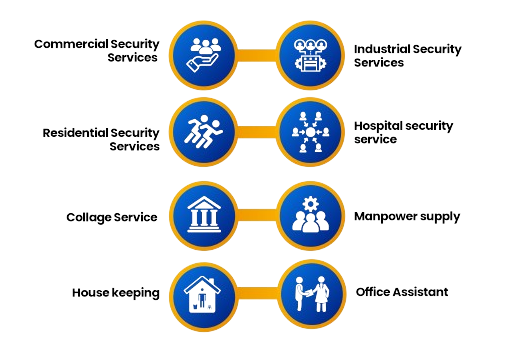 Commercial Security
Services
Industrial Security
Services
Residential Security
Services
Hospital security
service
Collage Service
Manpower supply
House keeping
Office Assistant